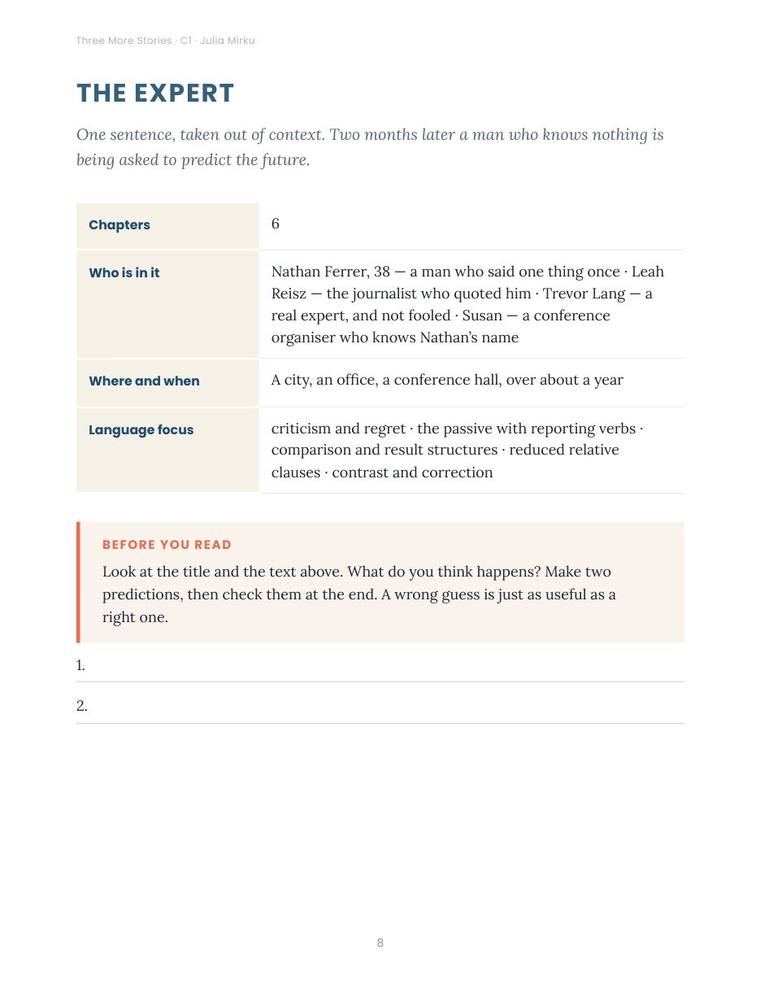 Three More Stories · C1 · Julia Mirku
THE EXPERT
One sentence, taken out of context. Two months later a man who knows nothing is
being asked to predict the future.
Chapters
6
Who is in it
Nathan Ferrer, 38 — a man who said one thing once · Leah
Reisz — the journalist who quoted him · Trevor Lang — a
real expert, and not fooled · Susan — a conference
organiser who knows Nathan’s name
Where and when
A city, an office, a conference hall, over about a year
Language focus
criticism and regret · the passive with reporting verbs ·
comparison and result structures · reduced relative
clauses · contrast and correction
BEFORE YOU READ
Look at the title and the text above. What do you think happens? Make two
predictions, then check them at the end. A wrong guess is just as useful as a
right one.
1.
2.
8